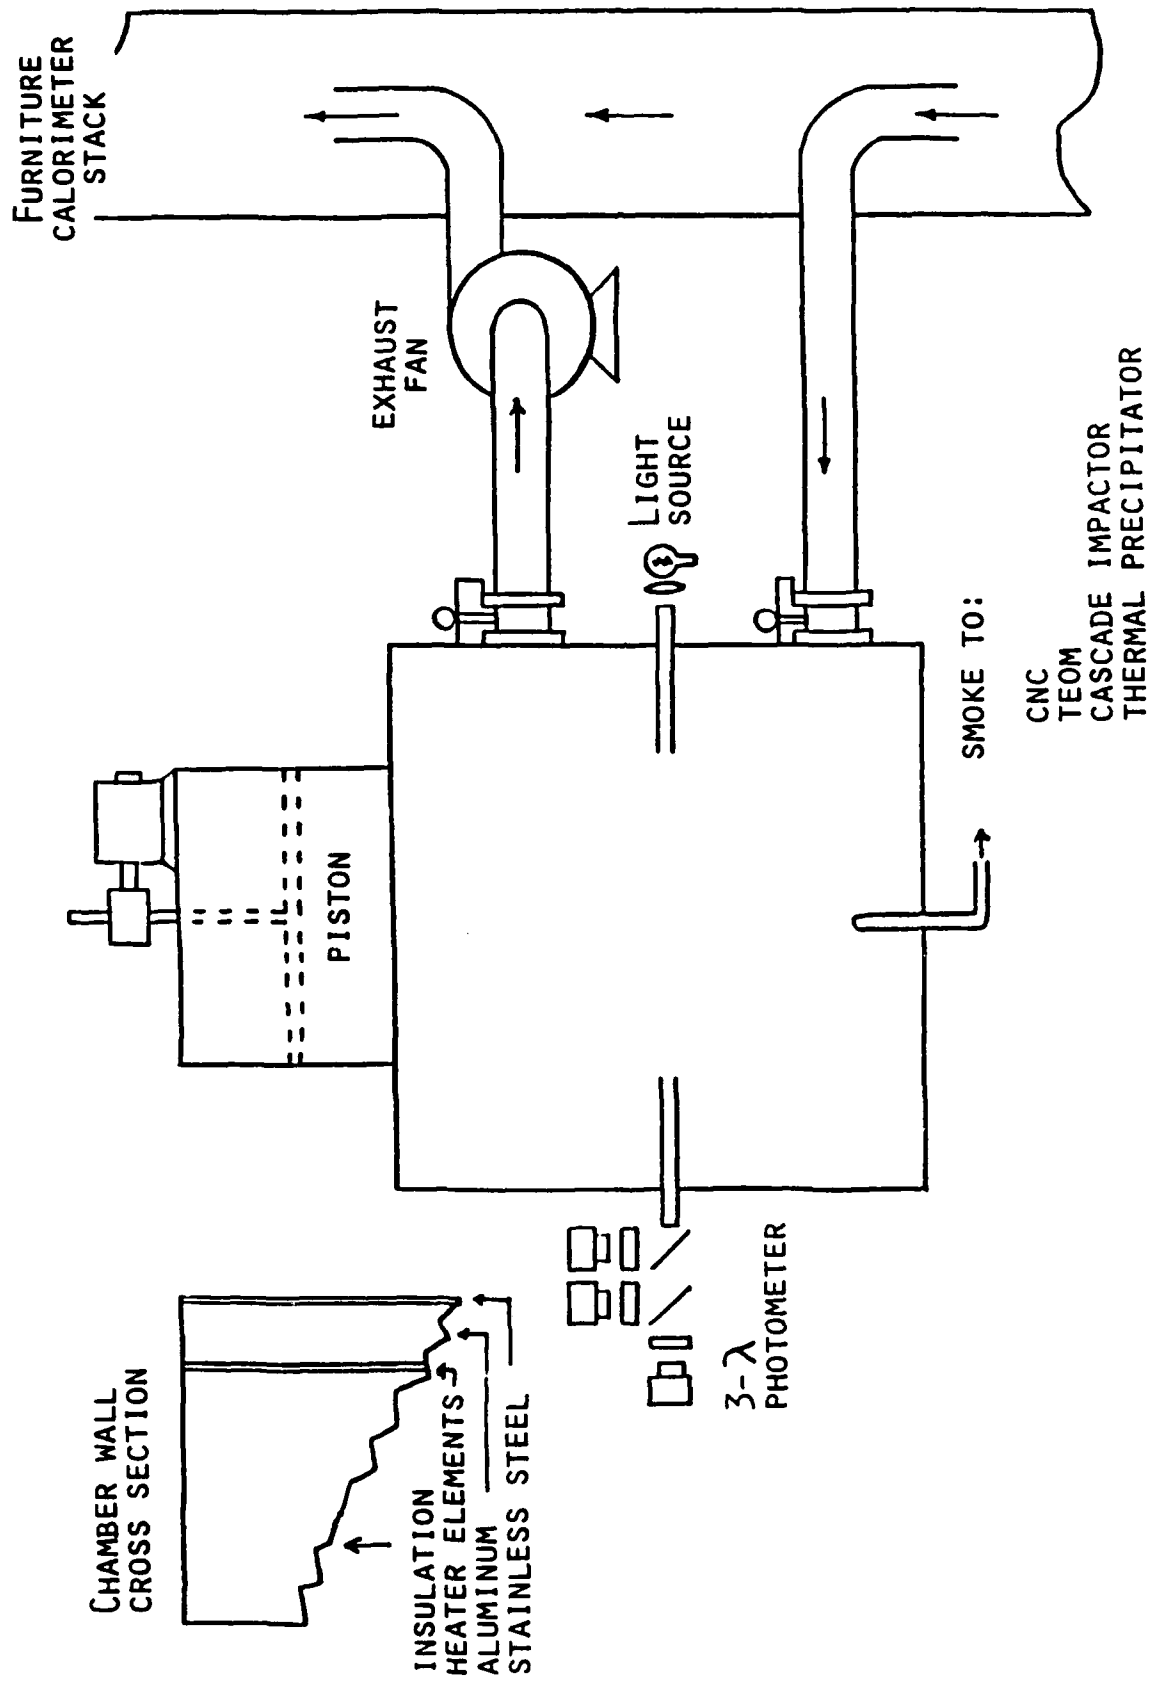 FURNITURE
CALORIMETER
STACK
EXHAUST
FAN
LIGHT
SOURCE
PISTON
SMOKE TO:
CNC
TEOM
CASCADE IMPACTOR
THERMAL PRECIPITATOR
3-λ
PHOTOMETER
CHAMBER WALL
CROSS SECTION
INSULATION
HEATER ELEMENTS
ALUMINUM
STAINLESS STEEL